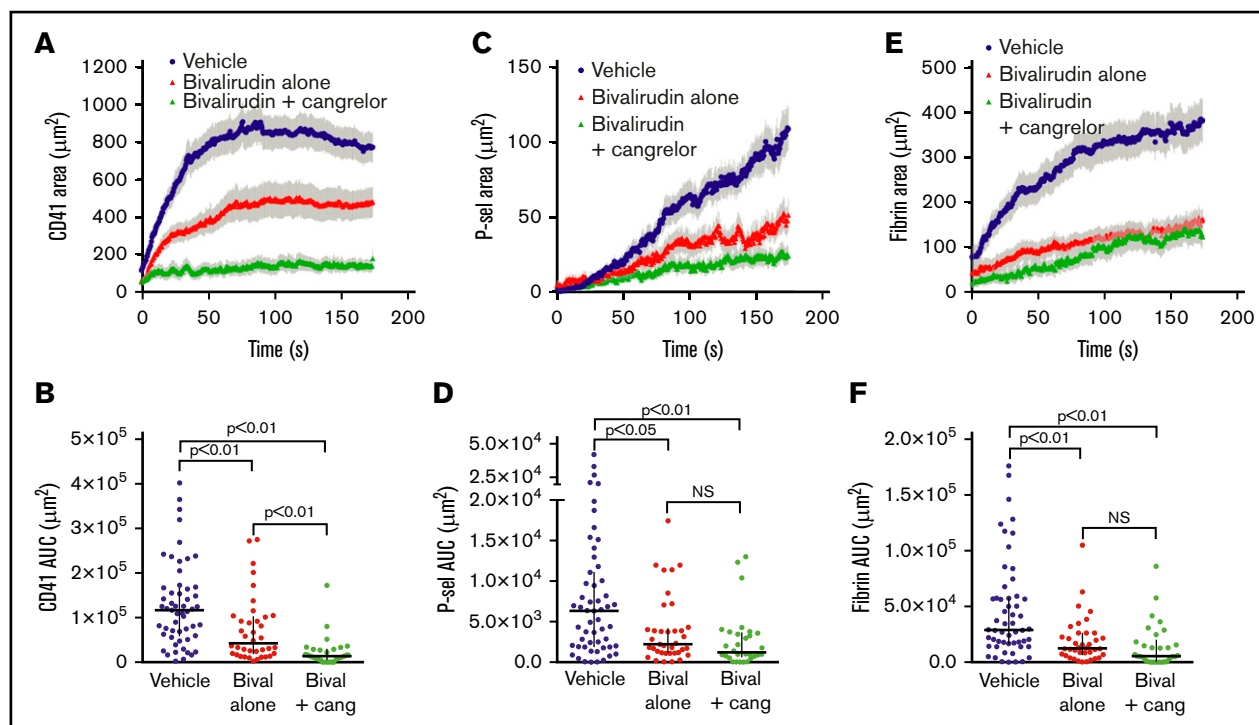 A
Vehicle
Bivalirudin alone
Bivalirudin + cangrelor
CD41 area (μm²)
1200
1000
800
600
400
200
0
0 50 100 150 200
Time (s)
C
Vehicle
Bivalirudin alone
Bivalirudin
+ cangrelor
P-sel area (μm²)
150
100
50
0
0 50 100 150 200
Time (s)
E
Vehicle
Bivalirudin alone
Bivalirudin
+ cangrelor
Fibrin area (μm²)
500
400
300
200
100
0
0 50 100 150 200
Time (s)
B
p<0.01
p<0.01
p<0.01
CD41 AUC (μm²)
5×10⁵
4×10⁵
3×10⁵
2×10⁵
1×10⁵
0
Vehicle Bival alone Bival + cang
D
p<0.01
p<0.05
NS
P-sel AUC (μm²)
5.0×10⁴
2.5×10⁴
2.0×10⁴
1.5×10⁴
1.0×10⁴
5.0×10³
0.0
Vehicle Bival alone Bival + cang
F
p<0.01
p<0.01
NS
Fibrin AUC (μm²)
2.0×10⁵
1.5×10⁵
1.0×10⁵
5.0×10⁴
0.0
Vehicle Bival alone Bival + cang